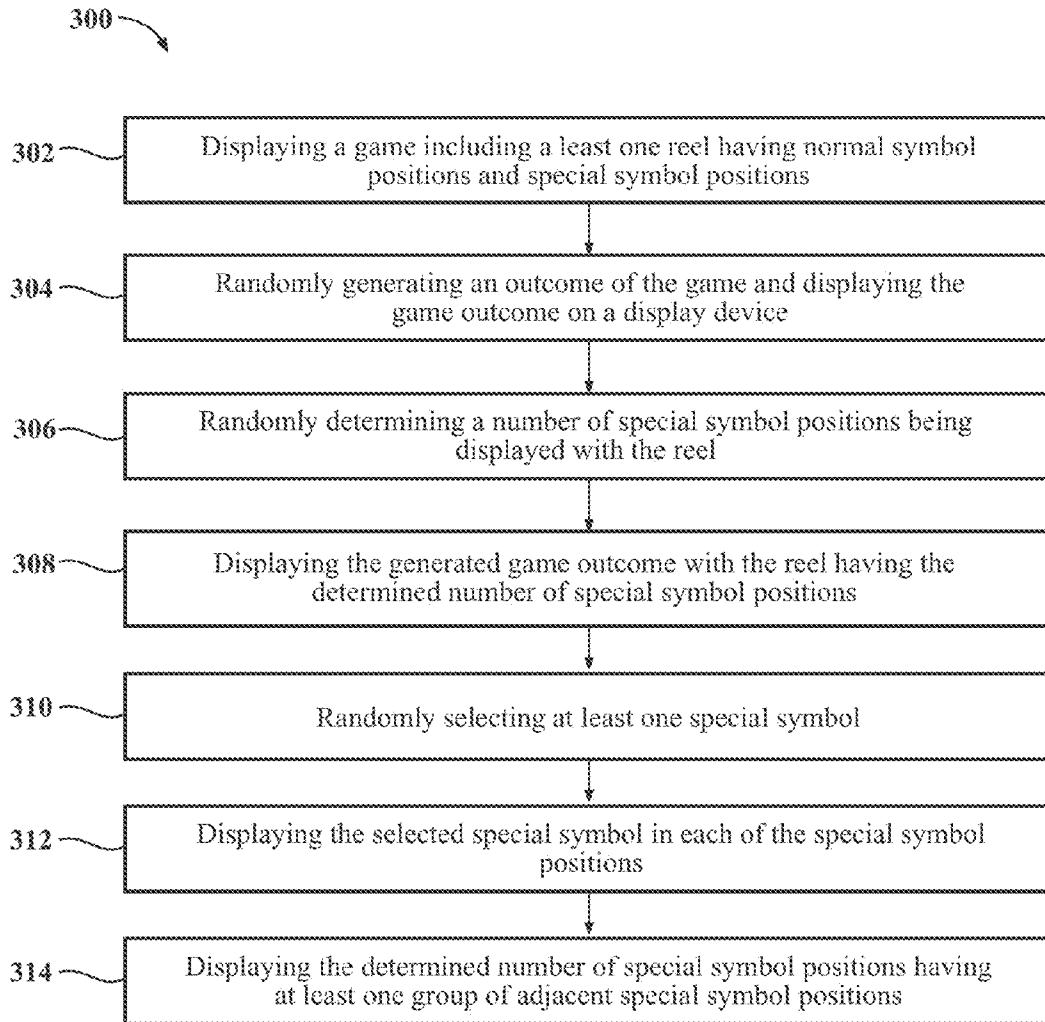 300
302
Displaying a game including a least one reel having normal symbol
positions and special symbol positions
304
Randomly generating an outcome of the game and displaying the
game outcome on a display device
306
Randomly determining a number of special symbol positions being
displayed with the reel
308
Displaying the generated game outcome with the reel having the
determined number of special symbol positions
310
Randomly selecting at least one special symbol
312
Displaying the selected special symbol in each of the special symbol
positions
314
Displaying the determined number of special symbol positions having
at least one group of adjacent special symbol positions